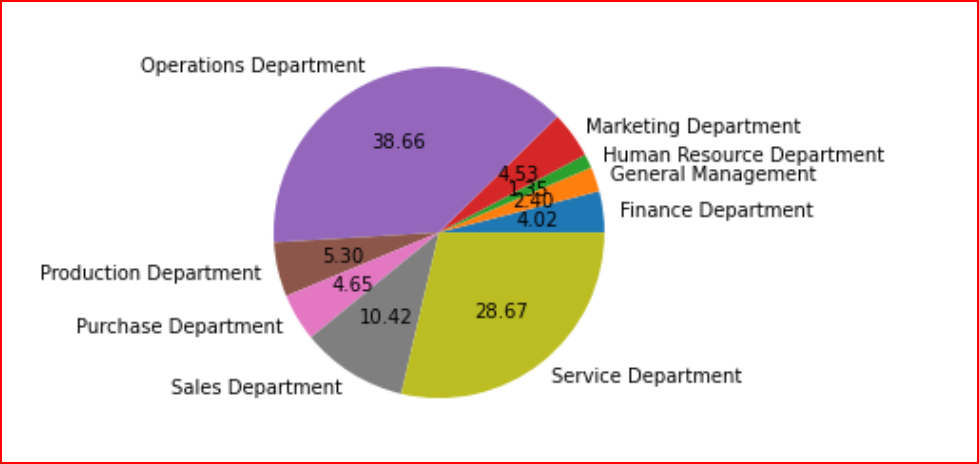 Operations Department
38.66
Marketing Department
4.53
Human Resource Department
1.35
General Management
2.40
Finance Department
4.02
Production Department
5.30
Purchase Department
4.65
Sales Department
10.42
Service Department
28.67